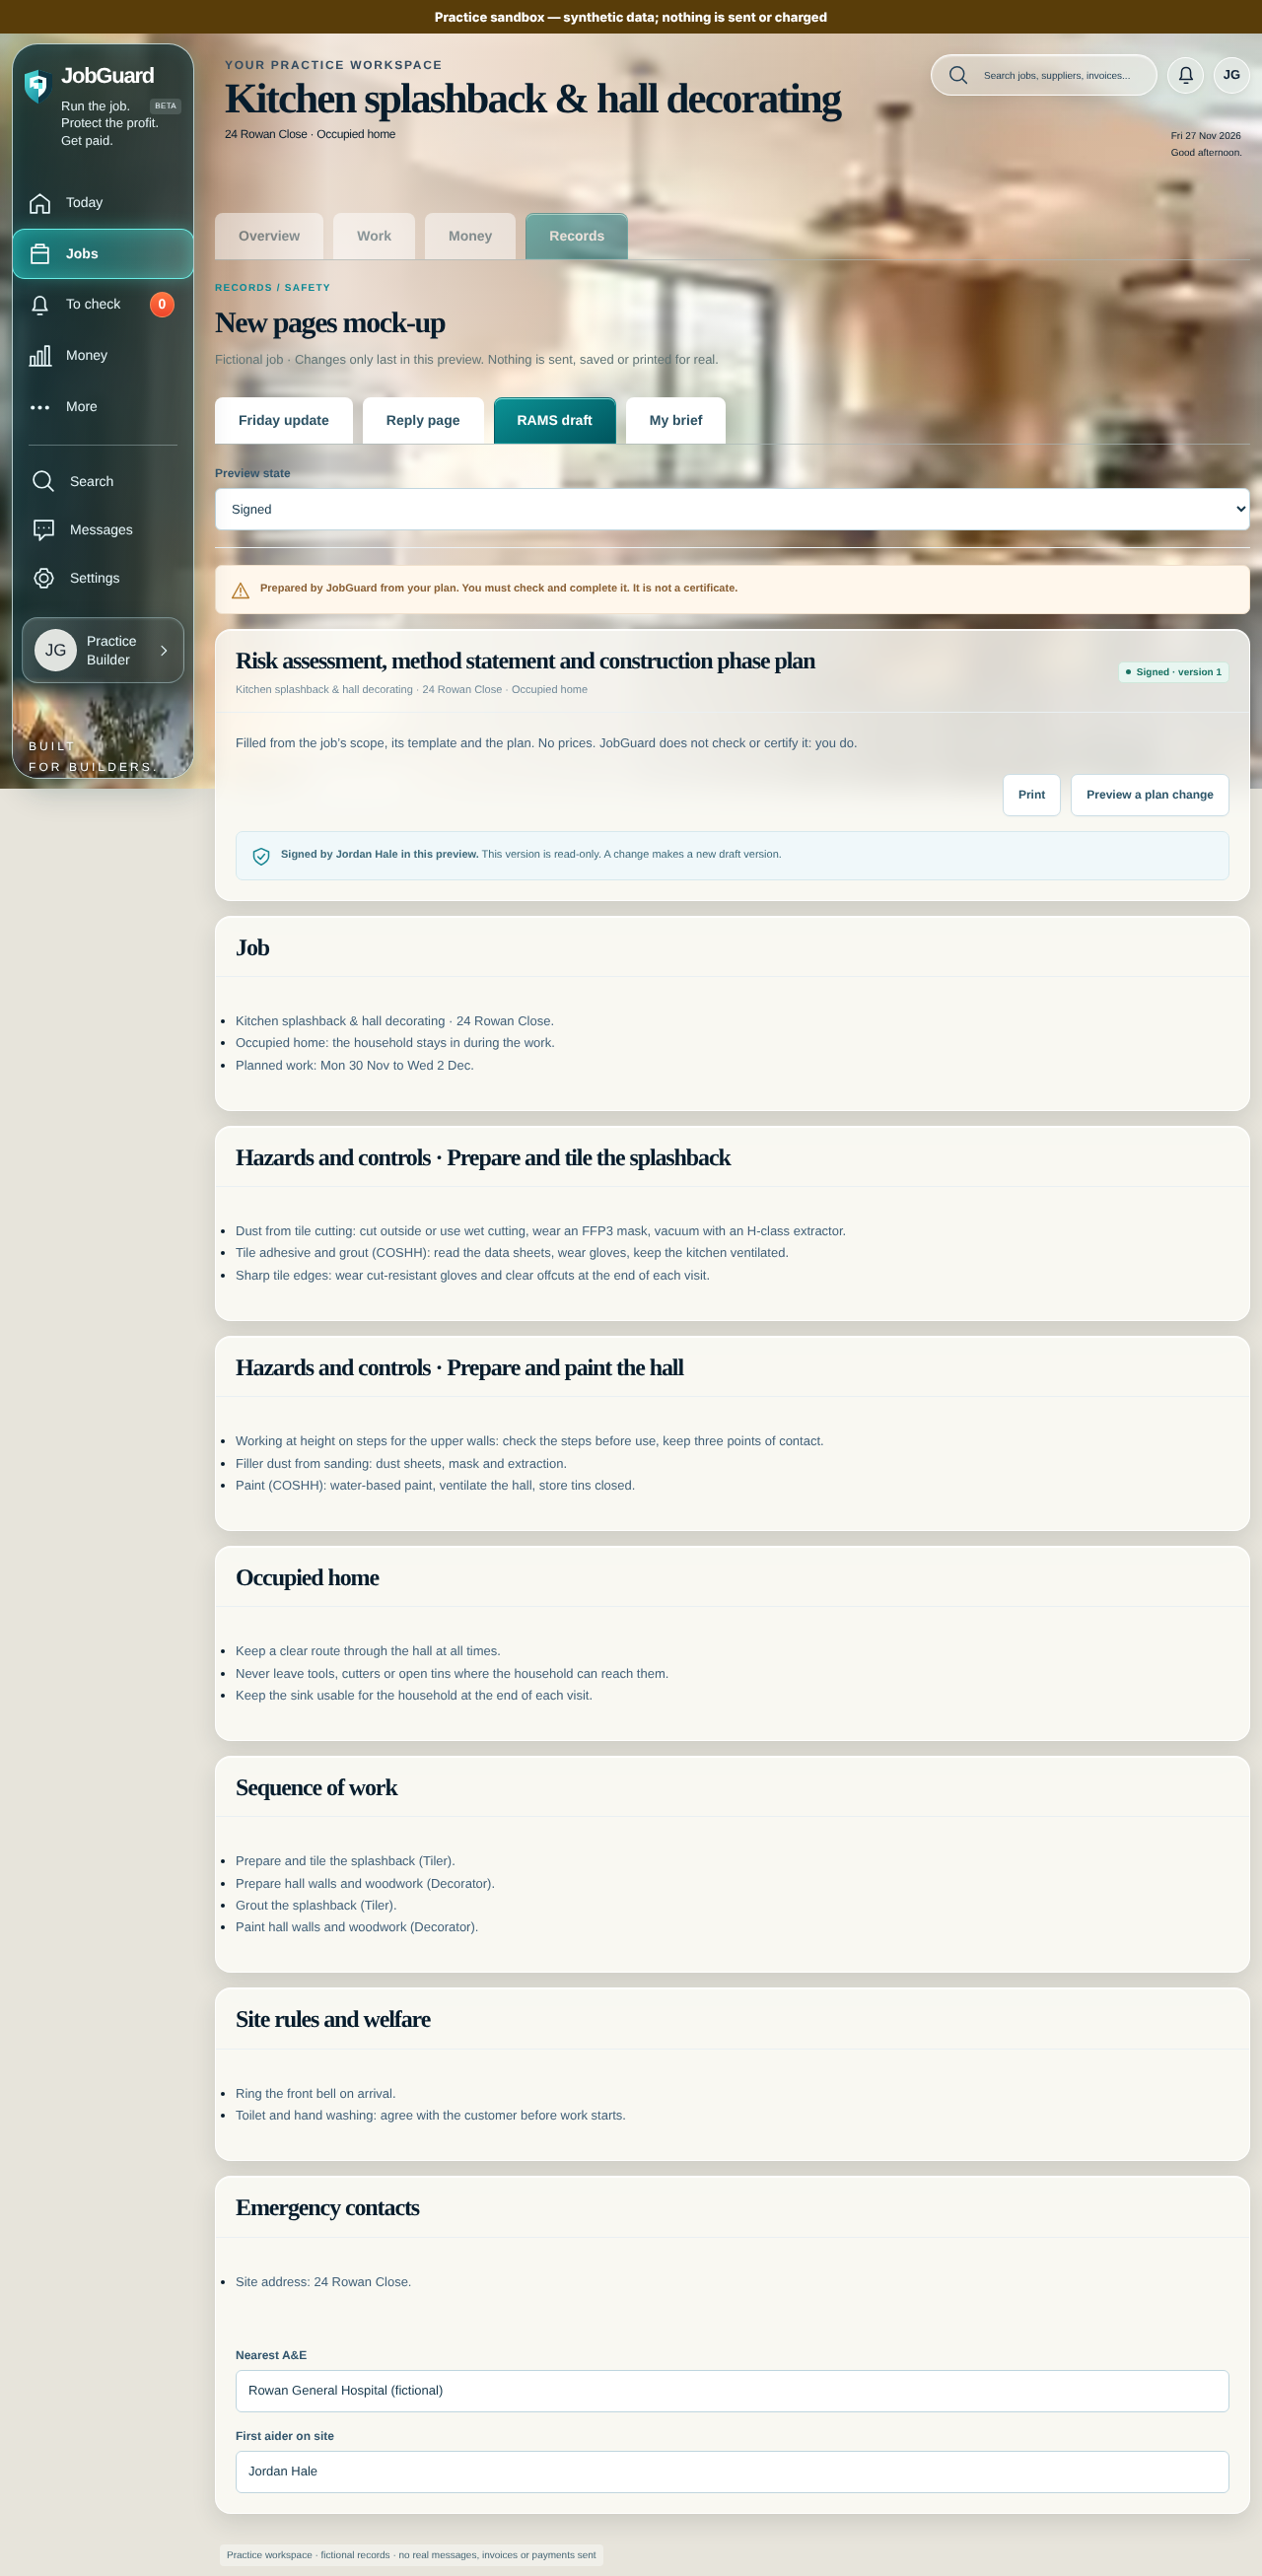 Practice sandbox — synthetic data; nothing is sent or charged
JobGuard
Run the job.
BETA
Protect the profit.
Get paid.
Today
Jobs
To check
0
Money
More
Search
Messages
Settings
JG
Practice
Builder
BUILT
FOR BUILDERS.
YOUR PRACTICE WORKSPACE
Kitchen splashback & hall decorating
24 Rowan Close · Occupied home
Search jobs, suppliers, invoices...
JG
Fri 27 Nov 2026
Good afternoon.
Overview
Work
Money
Records
RECORDS / SAFETY
New pages mock-up
Fictional job · Changes only last in this preview. Nothing is sent, saved or printed for real.
Friday update
Reply page
RAMS draft
My brief
Preview state
Signed
Prepared by JobGuard from your plan. You must check and complete it. It is not a certificate.
Risk assessment, method statement and construction phase plan
Kitchen splashback & hall decorating · 24 Rowan Close · Occupied home
Signed · version 1
Filled from the job's scope, its template and the plan. No prices. JobGuard does not check or certify it: you do.
Print
Preview a plan change
Signed by Jordan Hale in this preview. This version is read-only. A change makes a new draft version.
Job
Kitchen splashback & hall decorating · 24 Rowan Close.
Occupied home: the household stays in during the work.
Planned work: Mon 30 Nov to Wed 2 Dec.
Hazards and controls · Prepare and tile the splashback
Dust from tile cutting: cut outside or use wet cutting, wear an FFP3 mask, vacuum with an H-class extractor.
Tile adhesive and grout (COSHH): read the data sheets, wear gloves, keep the kitchen ventilated.
Sharp tile edges: wear cut-resistant gloves and clear offcuts at the end of each visit.
Hazards and controls · Prepare and paint the hall
Working at height on steps for the upper walls: check the steps before use, keep three points of contact.
Filler dust from sanding: dust sheets, mask and extraction.
Paint (COSHH): water-based paint, ventilate the hall, store tins closed.
Occupied home
Keep a clear route through the hall at all times.
Never leave tools, cutters or open tins where the household can reach them.
Keep the sink usable for the household at the end of each visit.
Sequence of work
Prepare and tile the splashback (Tiler).
Prepare hall walls and woodwork (Decorator).
Grout the splashback (Tiler).
Paint hall walls and woodwork (Decorator).
Site rules and welfare
Ring the front bell on arrival.
Toilet and hand washing: agree with the customer before work starts.
Emergency contacts
Site address: 24 Rowan Close.
Nearest A&E
Rowan General Hospital (fictional)
First aider on site
Jordan Hale
Practice workspace · fictional records · no real messages, invoices or payments sent